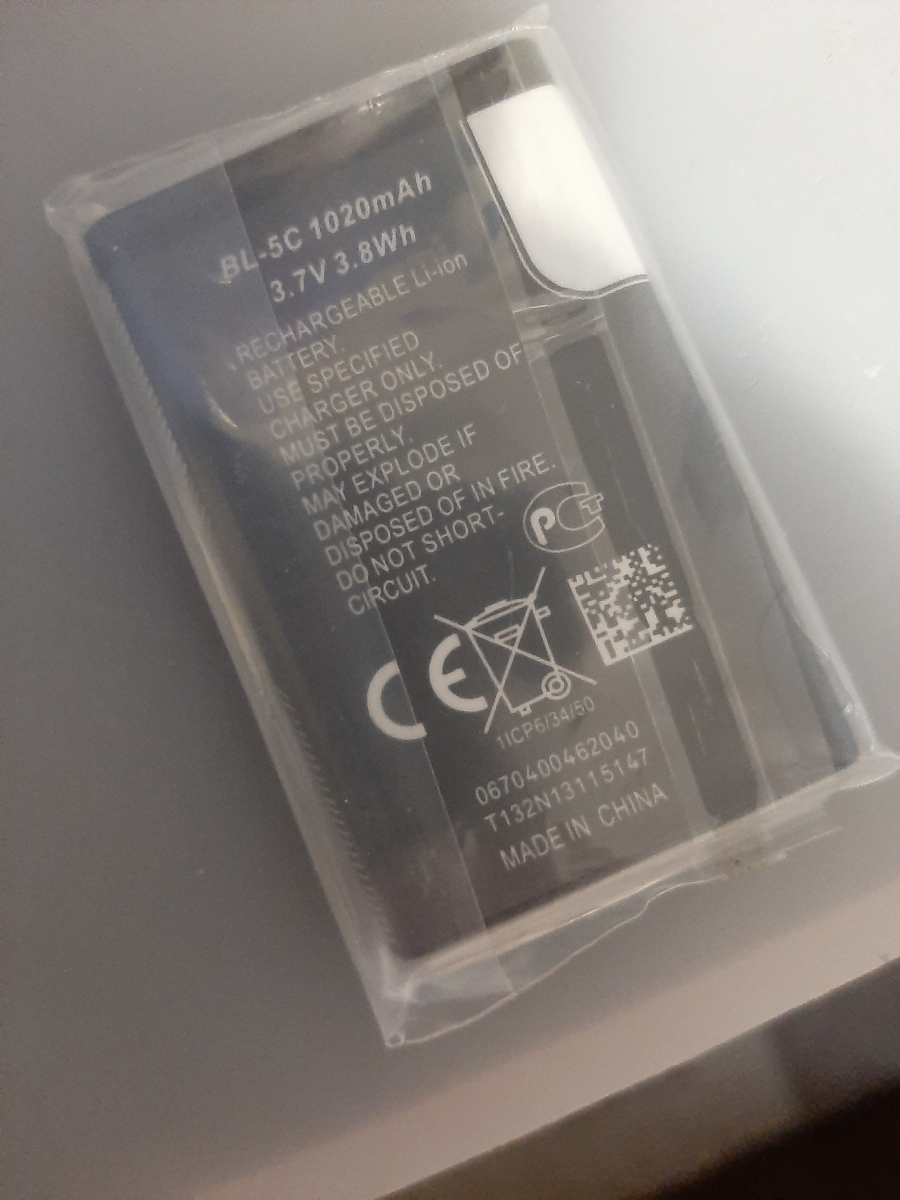 BL-5C 1020mAh
3.7V 3.8Wh
RECHARGEABLE Li-ion
BATTERY.
USE SPECIFIED
CHARGER ONLY.
MUST BE DISPOSED OF
PROPERLY.
MAY EXPLODE IF
DAMAGED OR
DISPOSED OF IN FIRE.
DO NOT SHORT-
CIRCUIT.
PCT
CE
1ICP6/34/50
0670400462040
T132N13115147
MADE IN CHINA